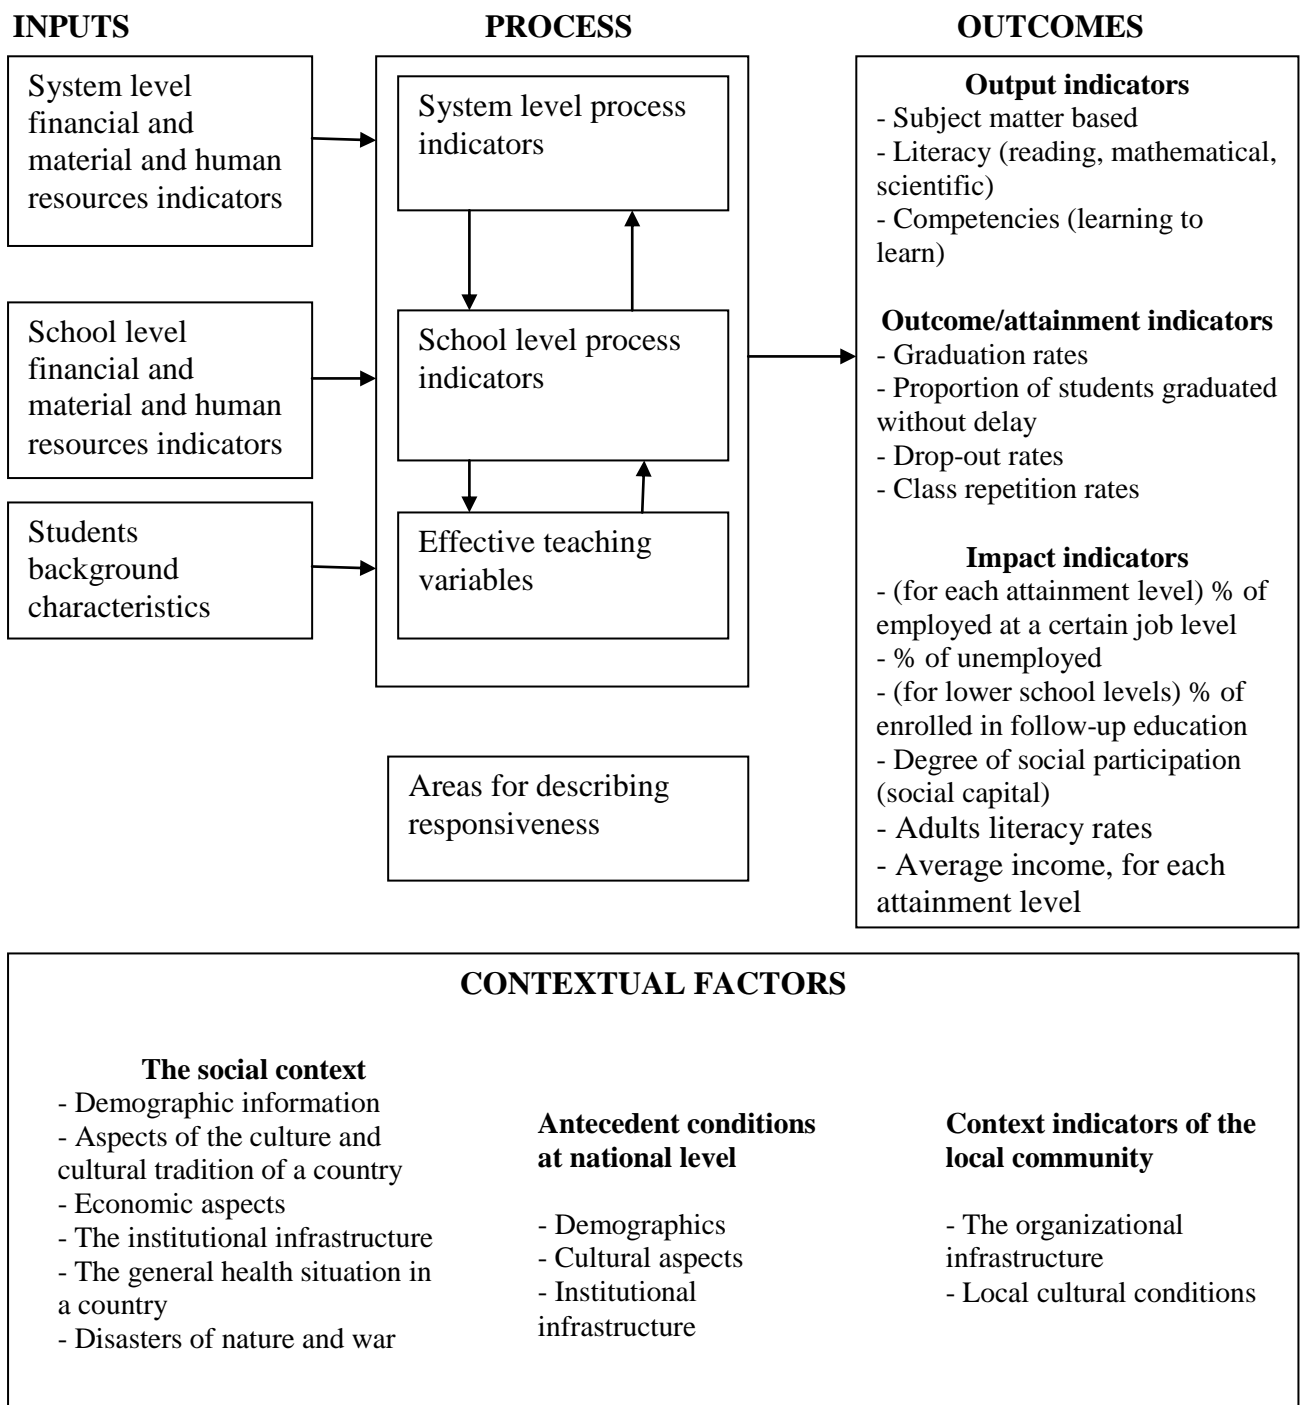 INPUTS
PROCESS
OUTCOMES
System level
financial and
material and human
resources indicators
School level
financial and
material and human
resources indicators
Students
background
characteristics
System level process
indicators
School level process
indicators
Effective teaching
variables
Areas for describing
responsiveness
Output indicators
- Subject matter based
- Literacy (reading, mathematical,
scientific)
- Competencies (learning to
learn)
Outcome/attainment indicators
- Graduation rates
- Proportion of students graduated
without delay
- Drop-out rates
- Class repetition rates
Impact indicators
- (for each attainment level) % of
employed at a certain job level
- % of unemployed
- (for lower school levels) % of
enrolled in follow-up education
- Degree of social participation
(social capital)
- Adults literacy rates
- Average income, for each
attainment level
CONTEXTUAL FACTORS
The social context
- Demographic information
- Aspects of the culture and
cultural tradition of a country
- Economic aspects
- The institutional infrastructure
- The general health situation in
a country
- Disasters of nature and war
Antecedent conditions
at national level
- Demographics
- Cultural aspects
- Institutional
infrastructure
Context indicators of the
local community
- The organizational
infrastructure
- Local cultural conditions